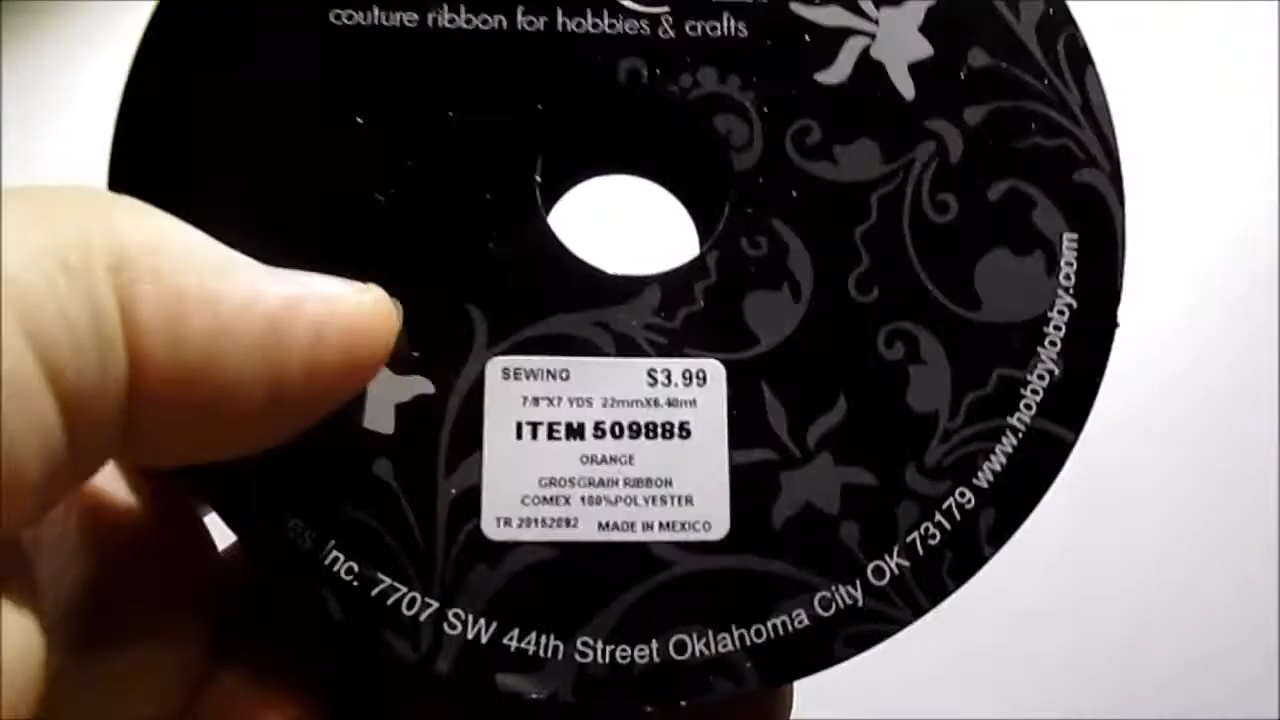 couture ribbon for hobbies & crafts
SEWING $3.99
7/8"X7 YDS 22mmX6.40mt
ITEM 509885
ORANGE
GROSGRAIN RIBBON
COMEX 100%POLYESTER
TR 20152092 MADE IN MEXICO
es Inc. 7707 SW 44th Street Oklahoma City OK 73179 www.hobbylobby.com